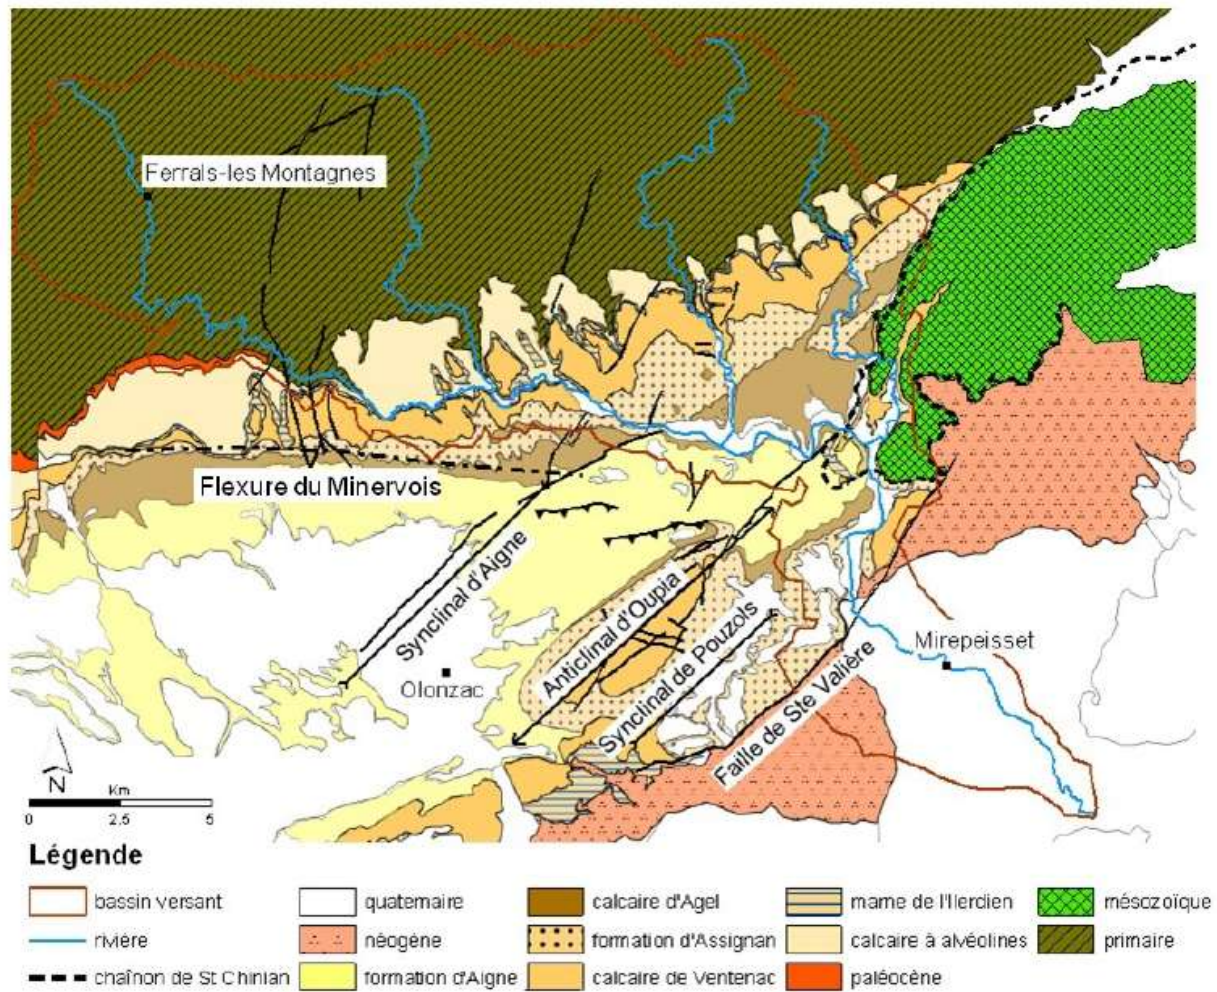 Ferrals-les Montagnes
Flexure du Minervois
Synclinal d'Aigne
Anticlinal d'Oupia
Synclinal de Pouzols
Faille de Ste Valière
Olonzac
Mirepeisset
N
Km
0 2.5 5
Légende
bassin versant
rivière
chaînon de St Chinian
quaternaire
néogène
formation d'Aigne
calcaire d'Agel
formation d'Assignan
calcaire de Ventenac
marne de l'Ilerdien
calcaire à alvéolines
paléocène
mésozoïque
primaire